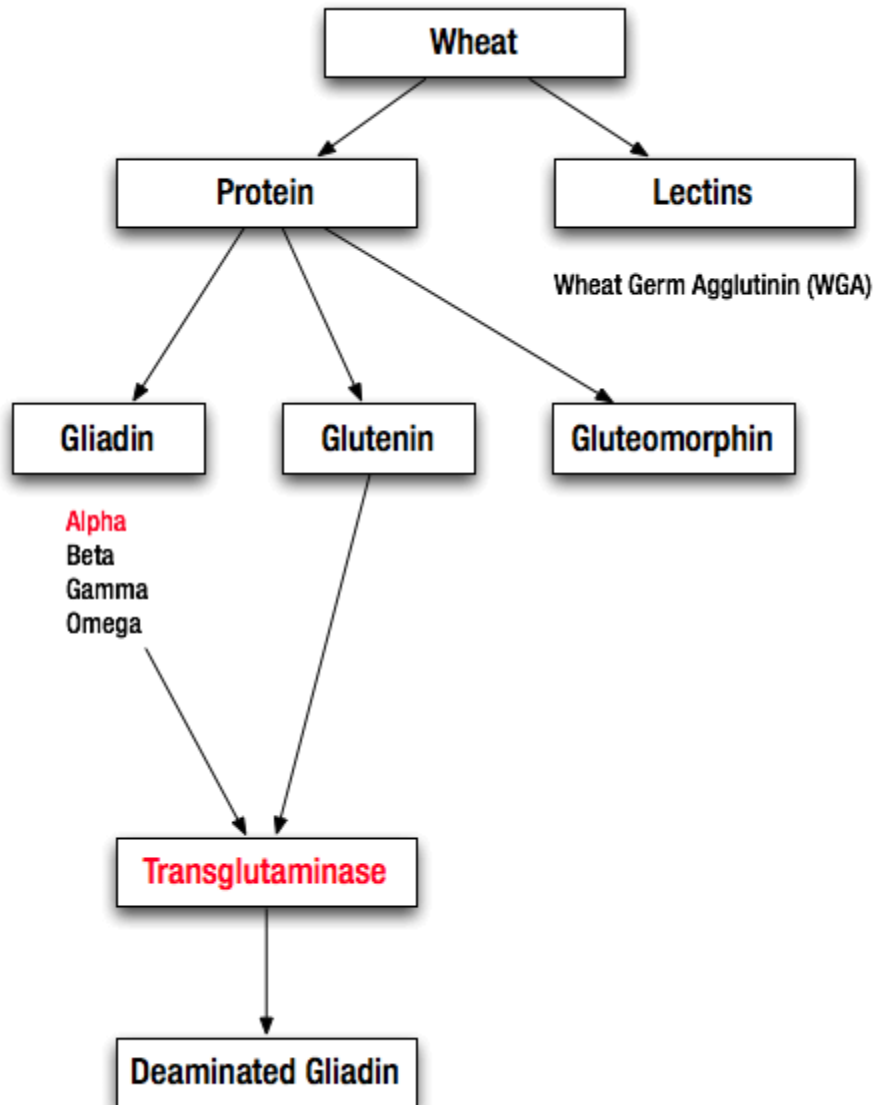 Wheat
Protein
Lectins
Wheat Germ Agglutinin (WGA)
Gliadin
Glutenin
Gluteomorphin
Alpha
Beta
Gamma
Omega
Transglutaminase
Deaminated Gliadin